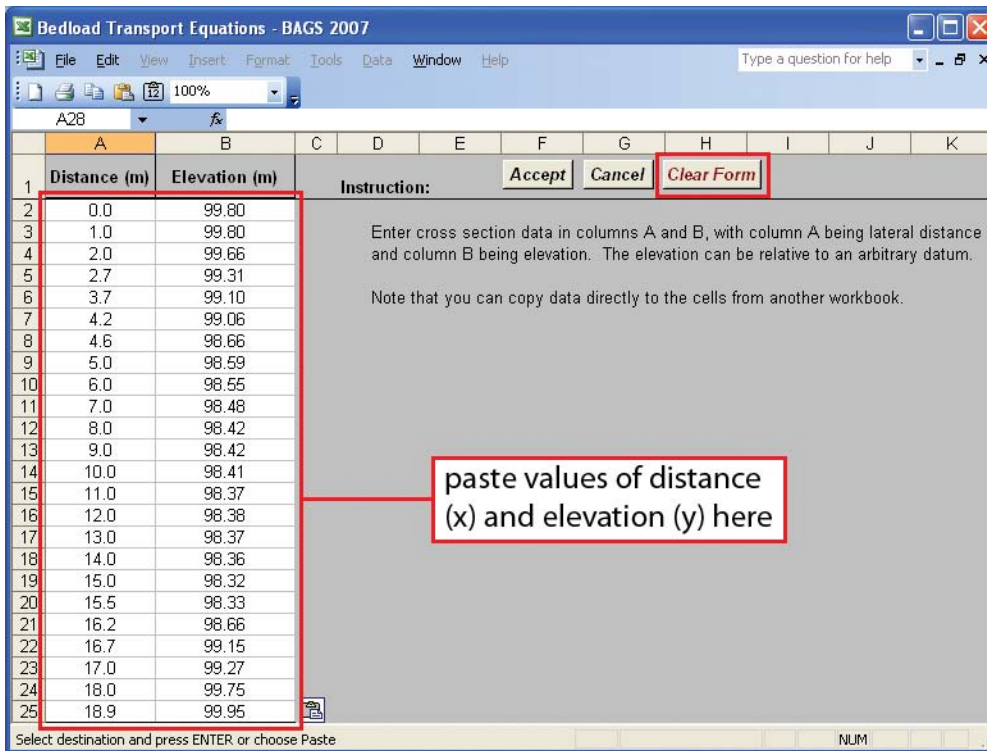 Bedload Transport Equations - BAGS 2007
File Edit View Insert Format Tools Data Window Help Type a question for help
12 100%
A28 fx
A B C D E F G H I J K
1 Distance (m) Elevation (m) Instruction: Accept Cancel Clear Form
2 0.0 99.80
3 1.0 99.80 Enter cross section data in columns A and B, with column A being lateral distance
4 2.0 99.66 and column B being elevation. The elevation can be relative to an arbitrary datum.
5 2.7 99.31
6 3.7 99.10 Note that you can copy data directly to the cells from another workbook.
7 4.2 99.06
8 4.6 98.66
9 5.0 98.59
10 6.0 98.55
11 7.0 98.48
12 8.0 98.42
13 9.0 98.42
14 10.0 98.41 paste values of distance
15 11.0 98.37
16 12.0 98.38 (x) and elevation (y) here
17 13.0 98.37
18 14.0 98.36
19 15.0 98.32
20 15.5 98.33
21 16.2 98.66
22 16.7 99.15
23 17.0 99.27
24 18.0 99.75
25 18.9 99.95
Select destination and press ENTER or choose Paste NUM